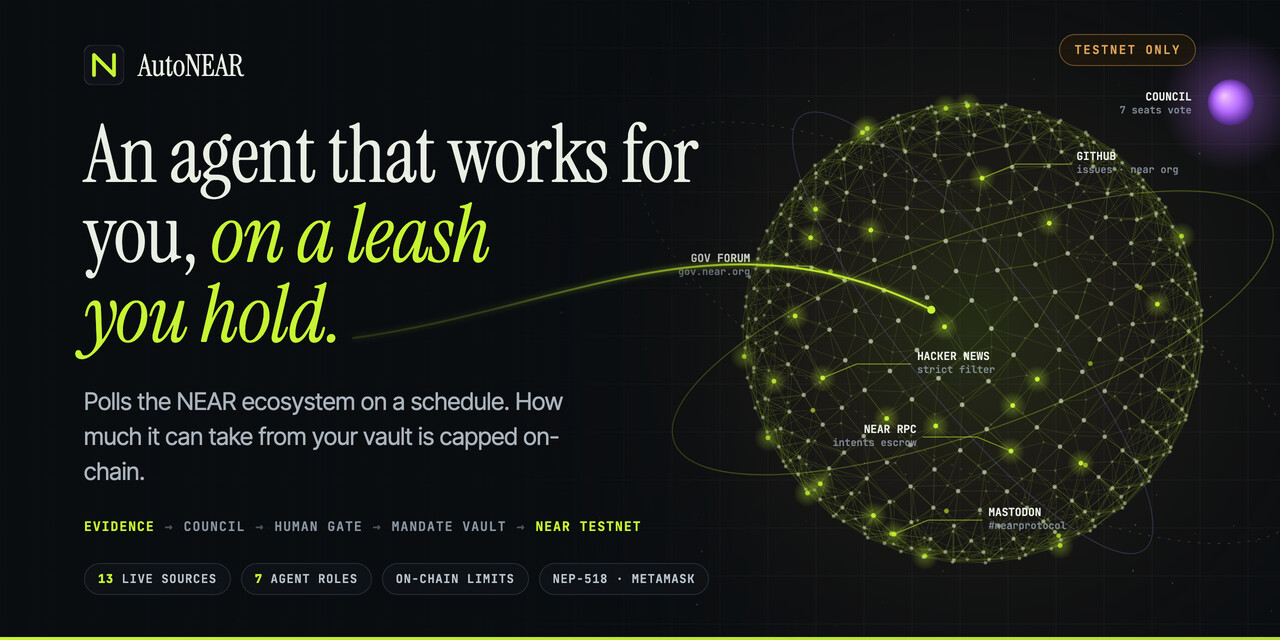 N AutoNEAR
TESTNET ONLY
COUNCIL
7 seats vote
An agent that works for
you, on a leash
you hold.
GITHUB
issues · near org
GOV FORUM
gov.near.org
HACKER NEWS
strict filter
NEAR RPC
intents escrow
MASTODON
#nearprotocol
Polls the NEAR ecosystem on a schedule. How
much it can take from your vault is capped on-
chain.
EVIDENCE → COUNCIL → HUMAN GATE → MANDATE VAULT → NEAR TESTNET
13 LIVE SOURCES
7 AGENT ROLES
ON-CHAIN LIMITS
NEP-518 · METAMASK